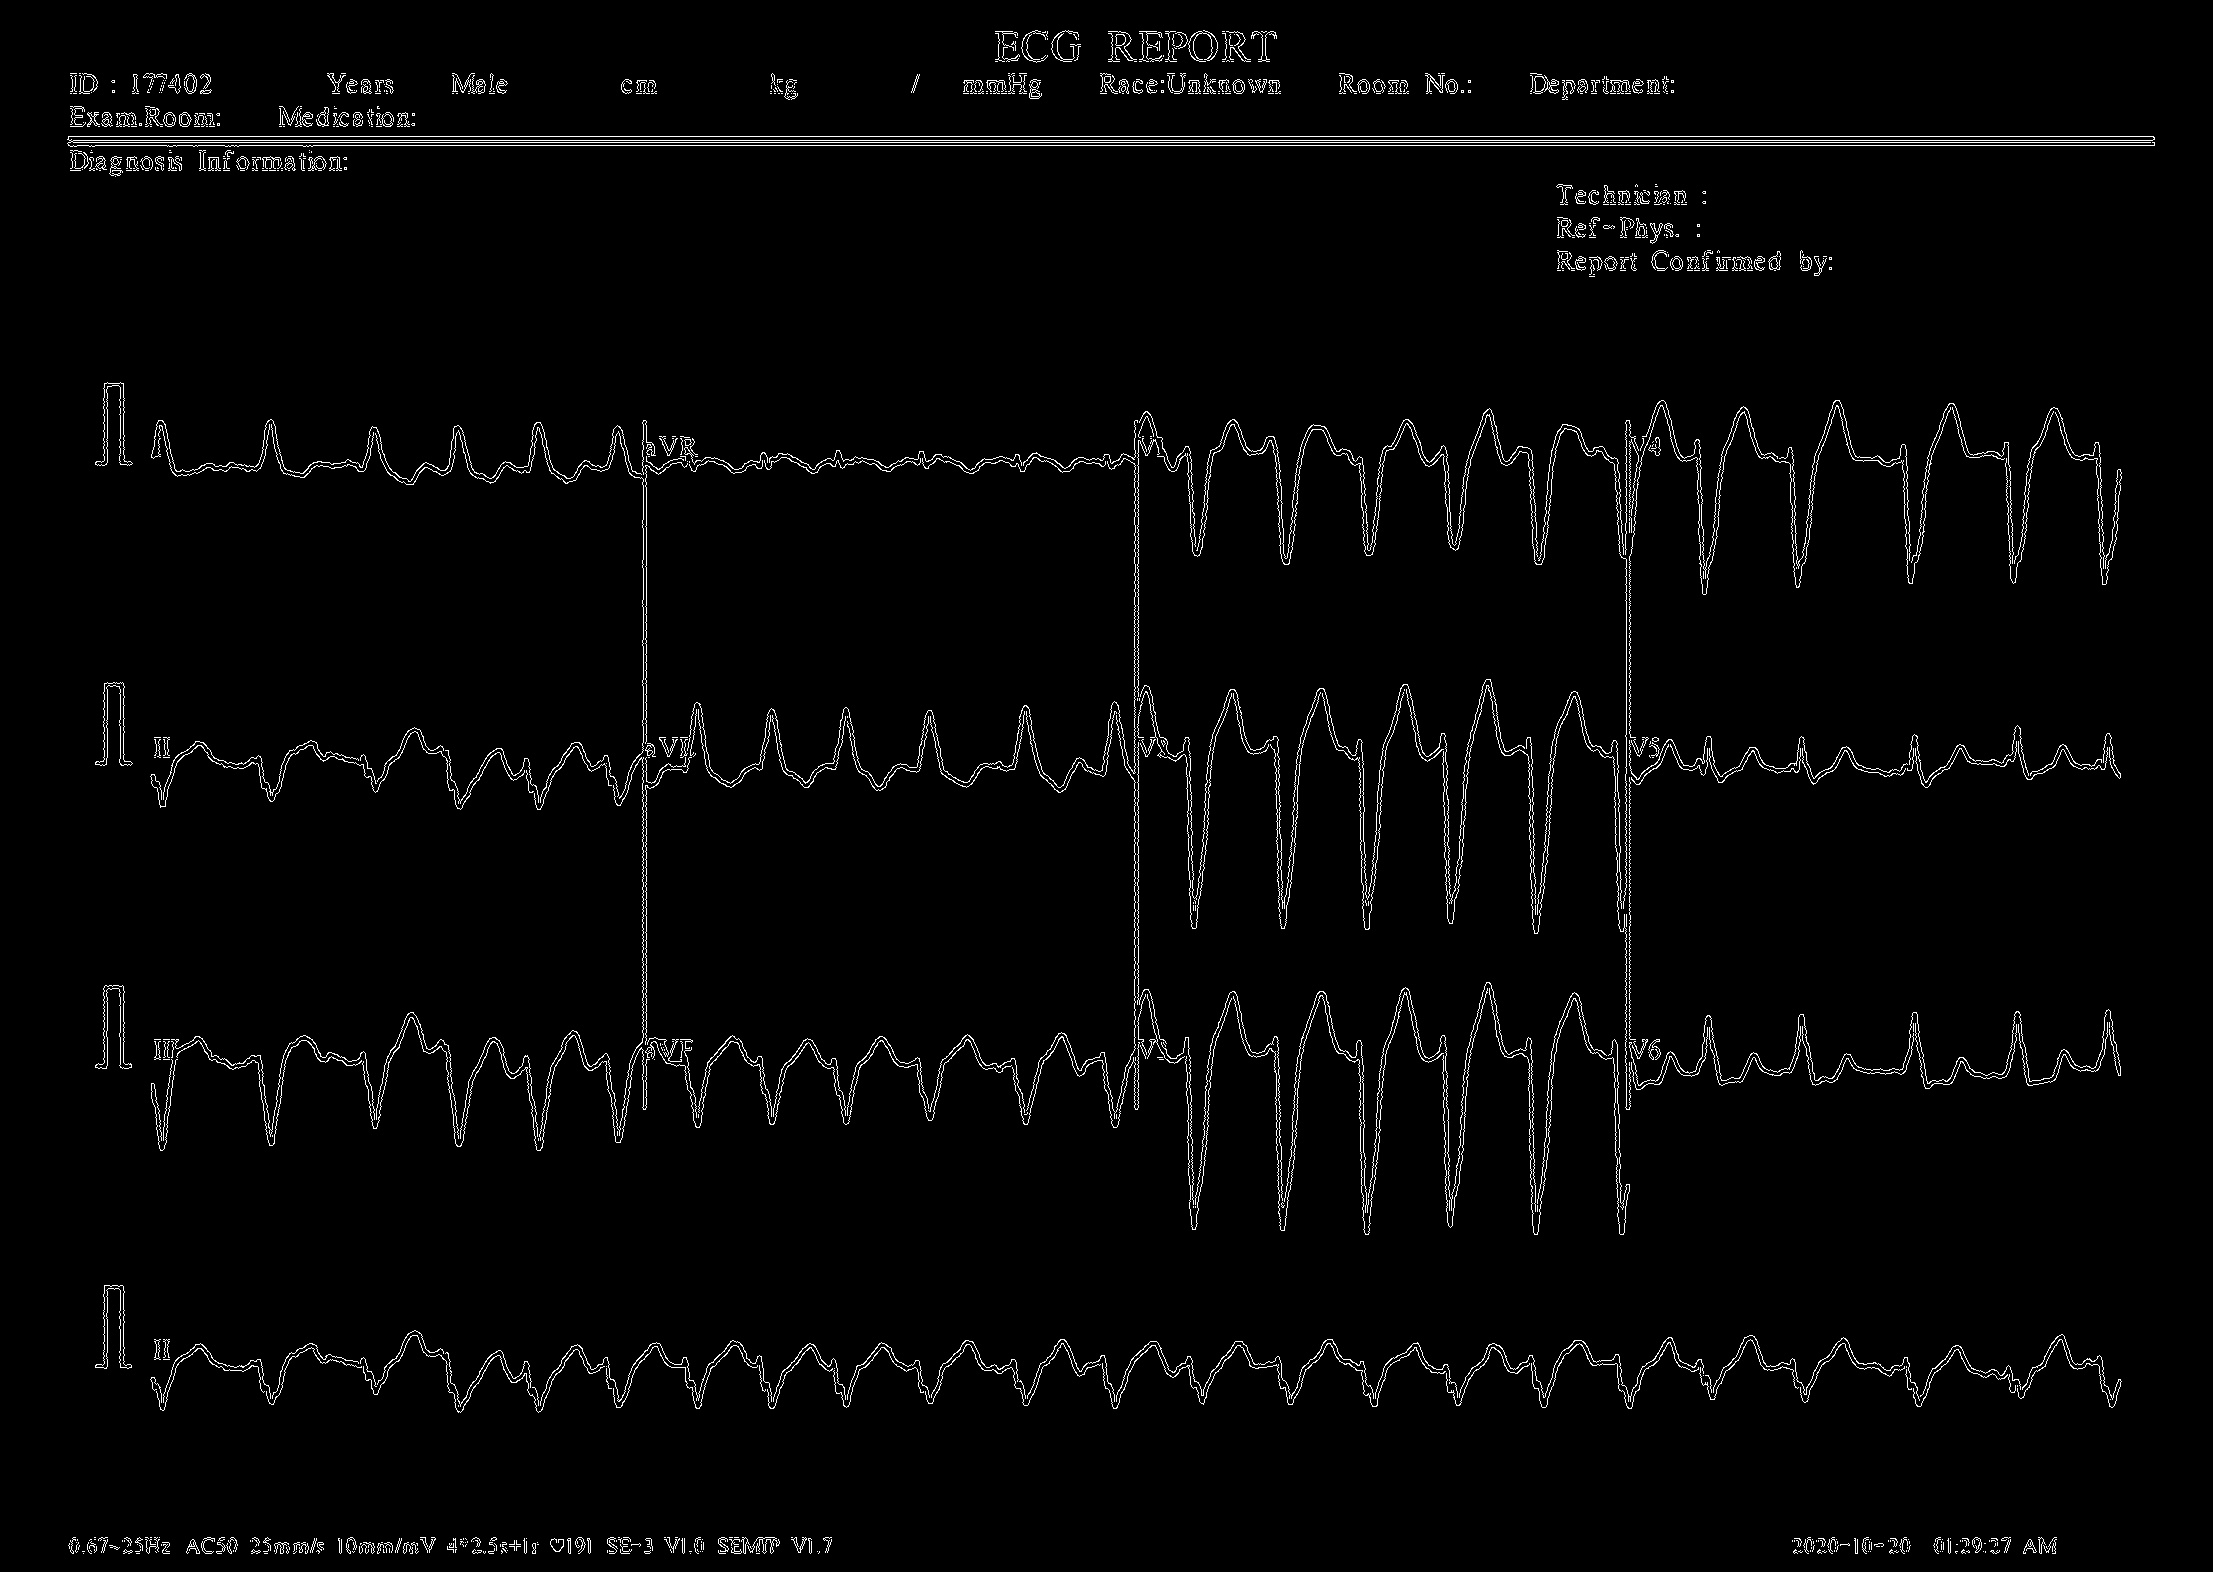 ECG REPORT
ID : 177402 Years Male cm kg / mmHg Race:Unknown Room No.: Department:
Exam.Room: Medication:
Diagnosis Information:
Technician :
Ref-Phys. :
Report Confirmed by:
I aVR V1 V4
II aVL V2 V5
III aVF V3 V6
II
0.67~25Hz AC50 25mm/s 10mm/mV 4*2.5s+1r ♡191 SE-3 V1.0 SEMIP V1.7 2020-10-20 01:29:27 AM